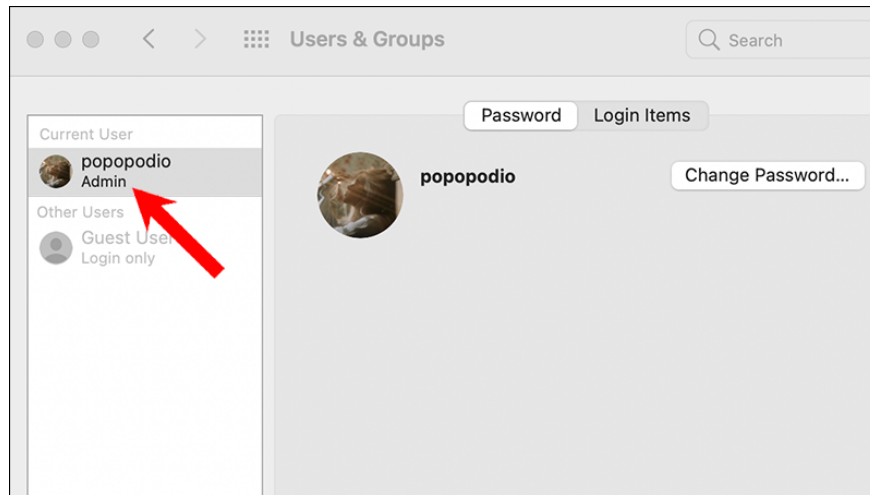 Users & Groups
Search
Password
Login Items
Current User
popopodio
Admin
Other Users
Guest User
Login only
popopodio
Change Password...